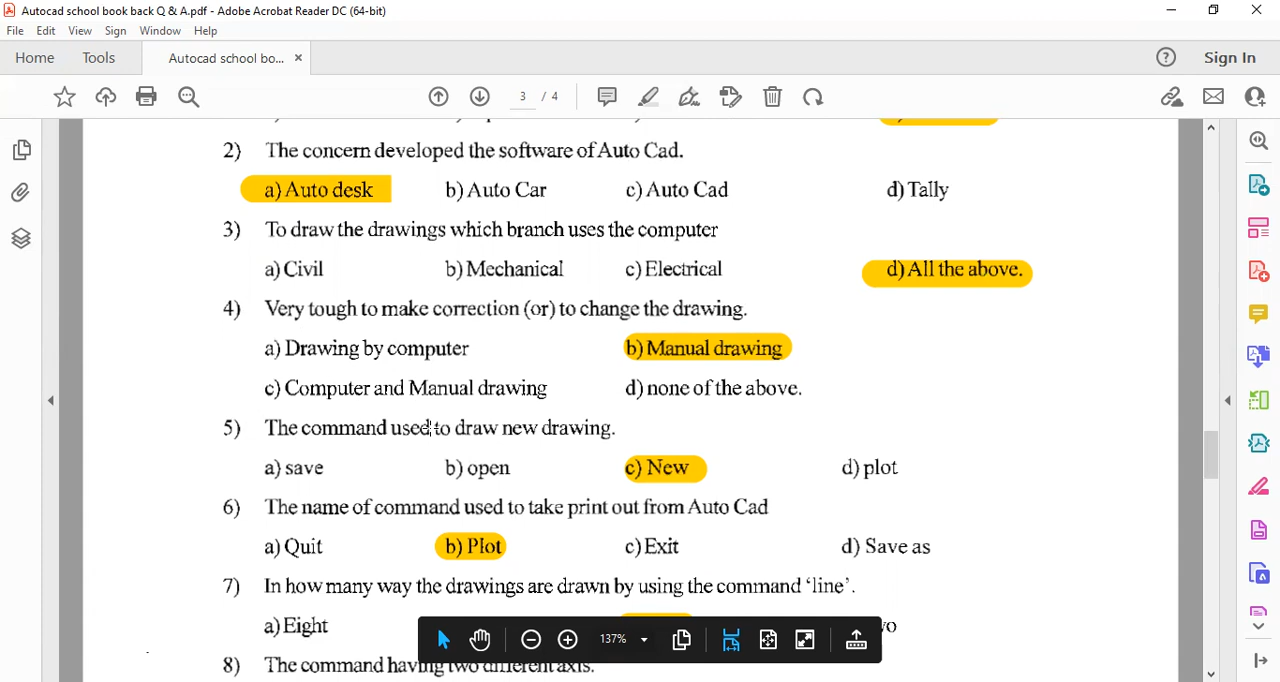 Autocad school book back Q & A.pdf - Adobe Acrobat Reader DC (64-bit)
File Edit View Sign Window Help
Home Tools Autocad school bo... × Sign In
3 / 4
2) The concern developed the software of Auto Cad.
a) Auto desk b) Auto Car c) Auto Cad d) Tally
3) To draw the drawings which branch uses the computer
a) Civil b) Mechanical c) Electrical d) All the above.
4) Very tough to make correction (or) to change the drawing.
a) Drawing by computer b) Manual drawing
c) Computer and Manual drawing d) none of the above.
5) The command used to draw new drawing.
a) save b) open c) New d) plot
6) The name of command used to take print out from Auto Cad
a) Quit b) Plot c) Exit d) Save as
7) In how many way the drawings are drawn by using the command ‘line’.
a) Eight
137%
8) The command having two different axis.